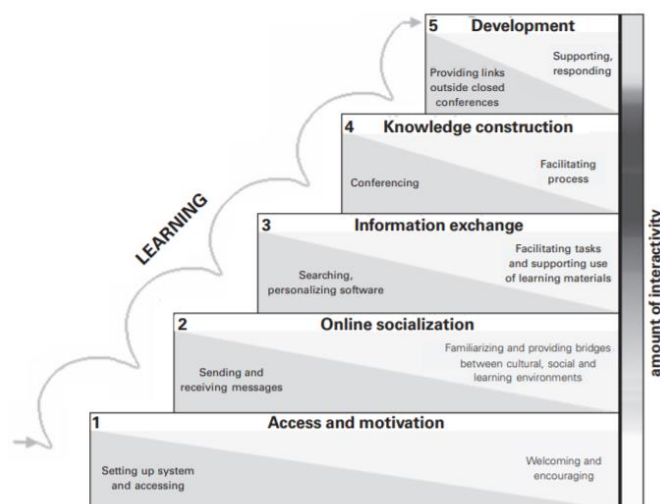 5 Development
Supporting,
responding
Providing links
outside closed
conferences
4 Knowledge construction
Facilitating
process
Conferencing
3 Information exchange
Facilitating tasks
and supporting use
of learning materials
Searching,
personalizing software
2 Online socialization
Familiarizing and providing bridges
between cultural, social and
learning environments
Sending and
receiving messages
1 Access and motivation
Welcoming and
encouraging
Setting up system
and accessing
LEARNING
amount of interactivity